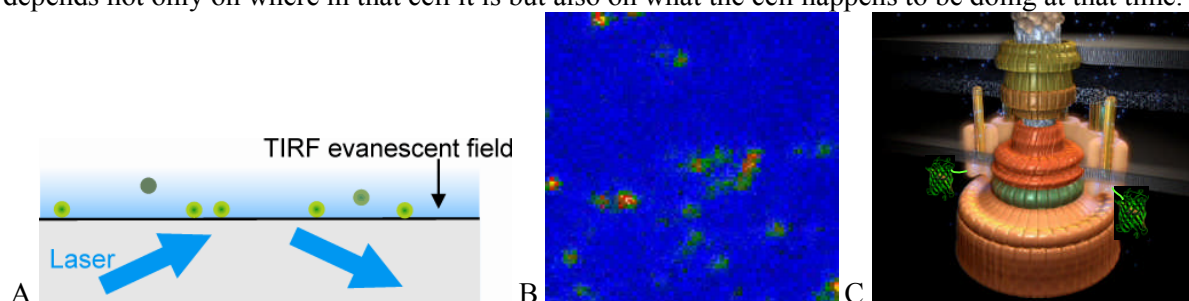 depends not only on where in that cell it is but also on what the cell happens to be doing at that time.
TIRF evanescent field
Laser
A B C